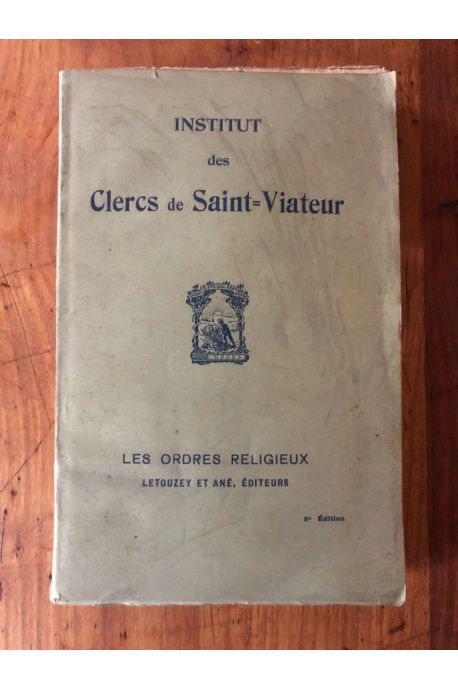 INSTITUT
des
Clercs de Saint=Viateur
LES ORDRES RELIGIEUX
LETOUZEY ET ANÉ, ÉDITEURS
9e Édition